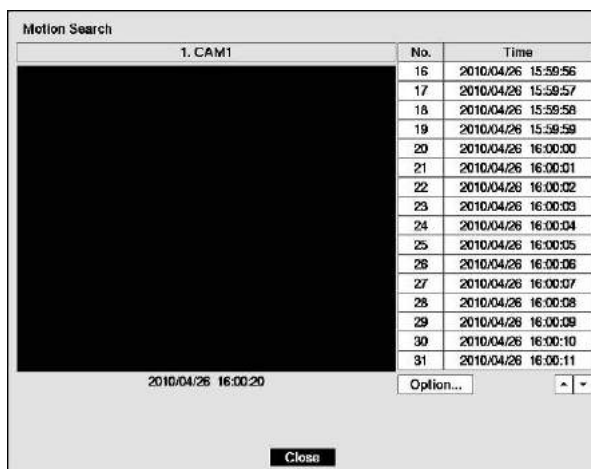 Motion Search
1. CAM1
No. Time
16 2010/04/26 15:59:56
17 2010/04/26 15:59:57
18 2010/04/26 15:59:58
19 2010/04/26 15:59:59
20 2010/04/26 16:00:00
21 2010/04/26 16:00:01
22 2010/04/26 16:00:02
23 2010/04/26 16:00:03
24 2010/04/26 16:00:04
25 2010/04/26 16:00:05
26 2010/04/26 16:00:06
27 2010/04/26 16:00:07
28 2010/04/26 16:00:08
29 2010/04/26 16:00:09
30 2010/04/26 16:00:10
31 2010/04/26 16:00:11
2010/04/26 16:00:20
Option...
Close